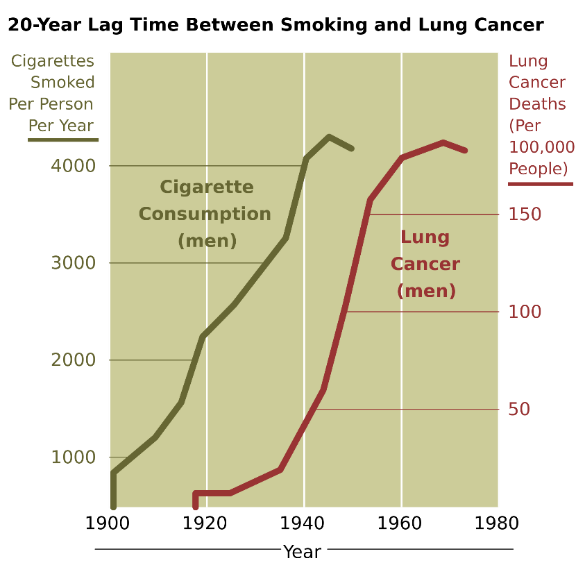 20-Year Lag Time Between Smoking and Lung Cancer
Cigarettes
Smoked
Per Person
Per Year
Lung
Cancer
Deaths
(Per
100,000
People)
4000
3000
2000
1000
Cigarette
Consumption
(men)
Lung
Cancer
(men)
150
100
50
1900
1920
1940
1960
1980
Year